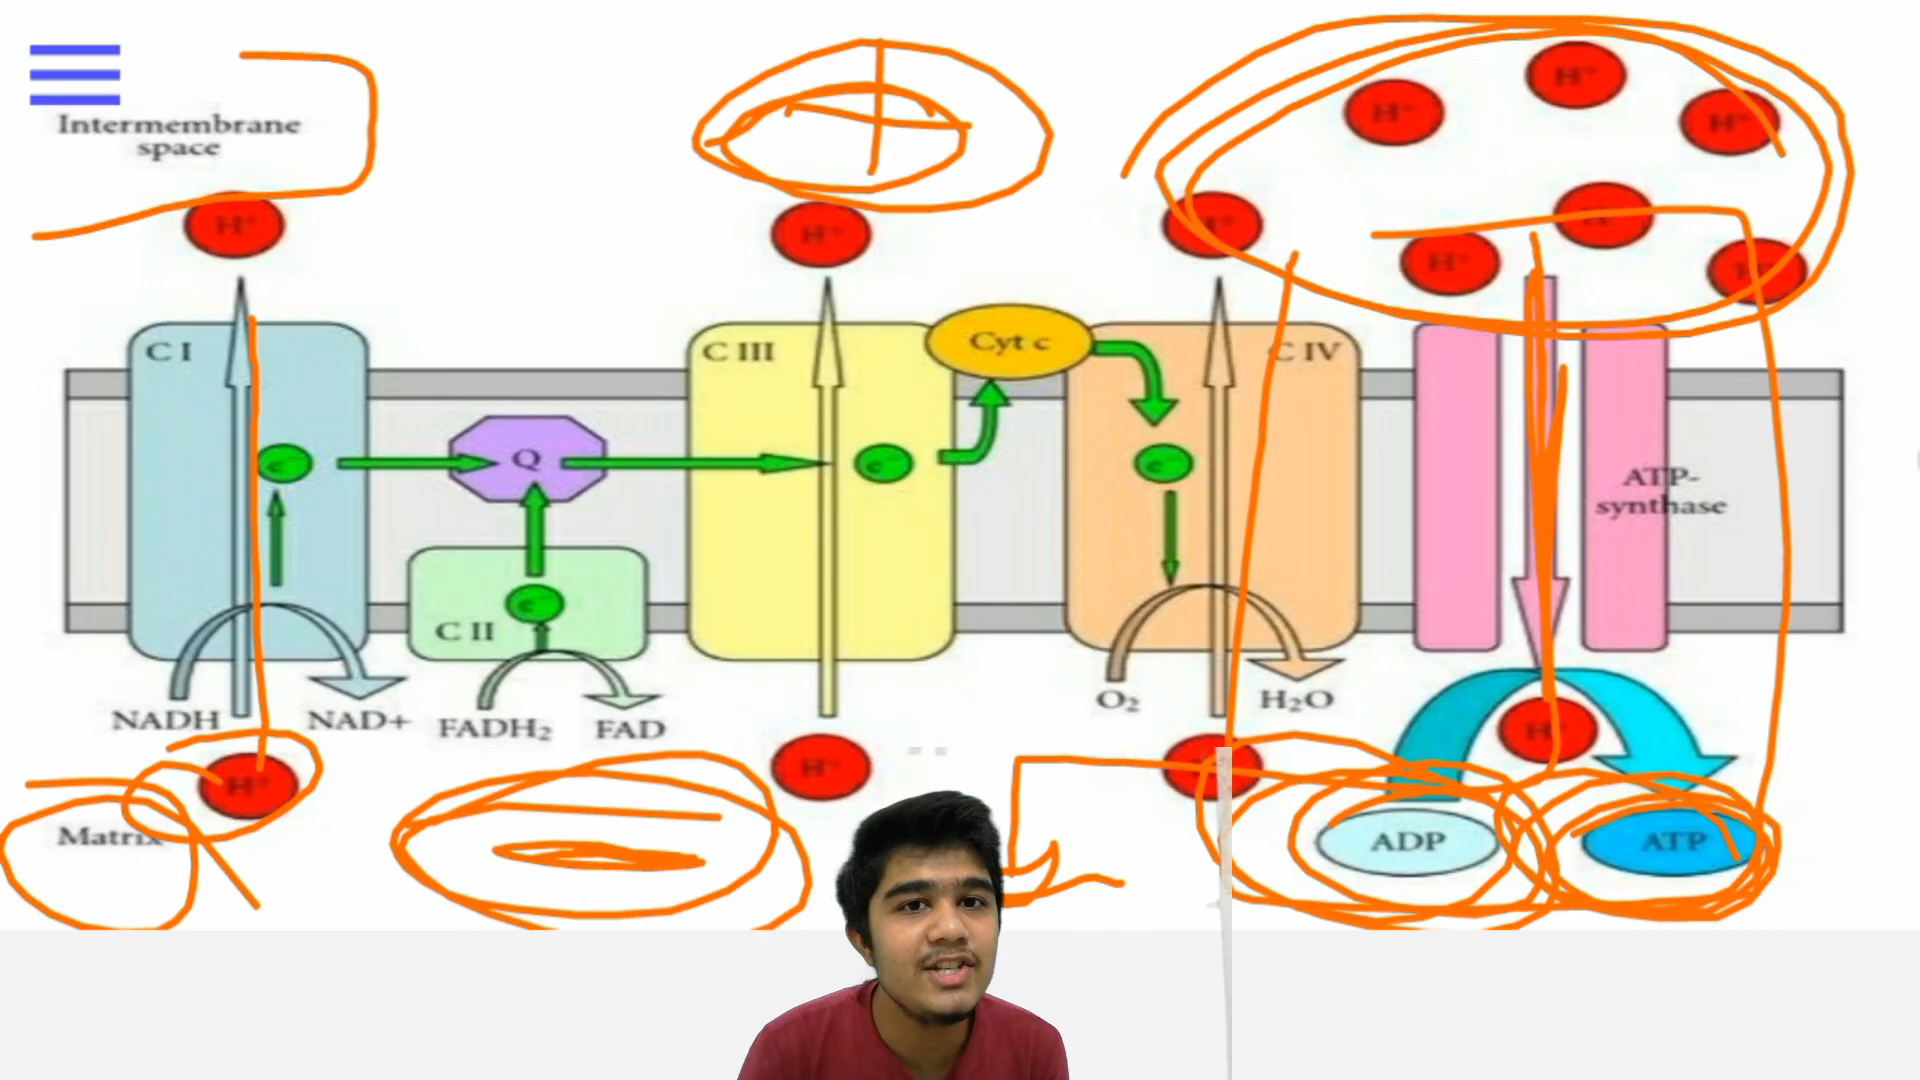 Intermembrane
space
H⁺
H⁺
H⁺
H⁺
H⁺
H⁺
H⁺
C I
C III
Cyt c
C IV
e⁻
Q
e⁻
e⁻
ATP-
synthase
e⁻
C II
NADH
NAD+
FADH₂
FAD
O₂
H₂O
H⁺
H⁺
Matrix
ADP
ATP